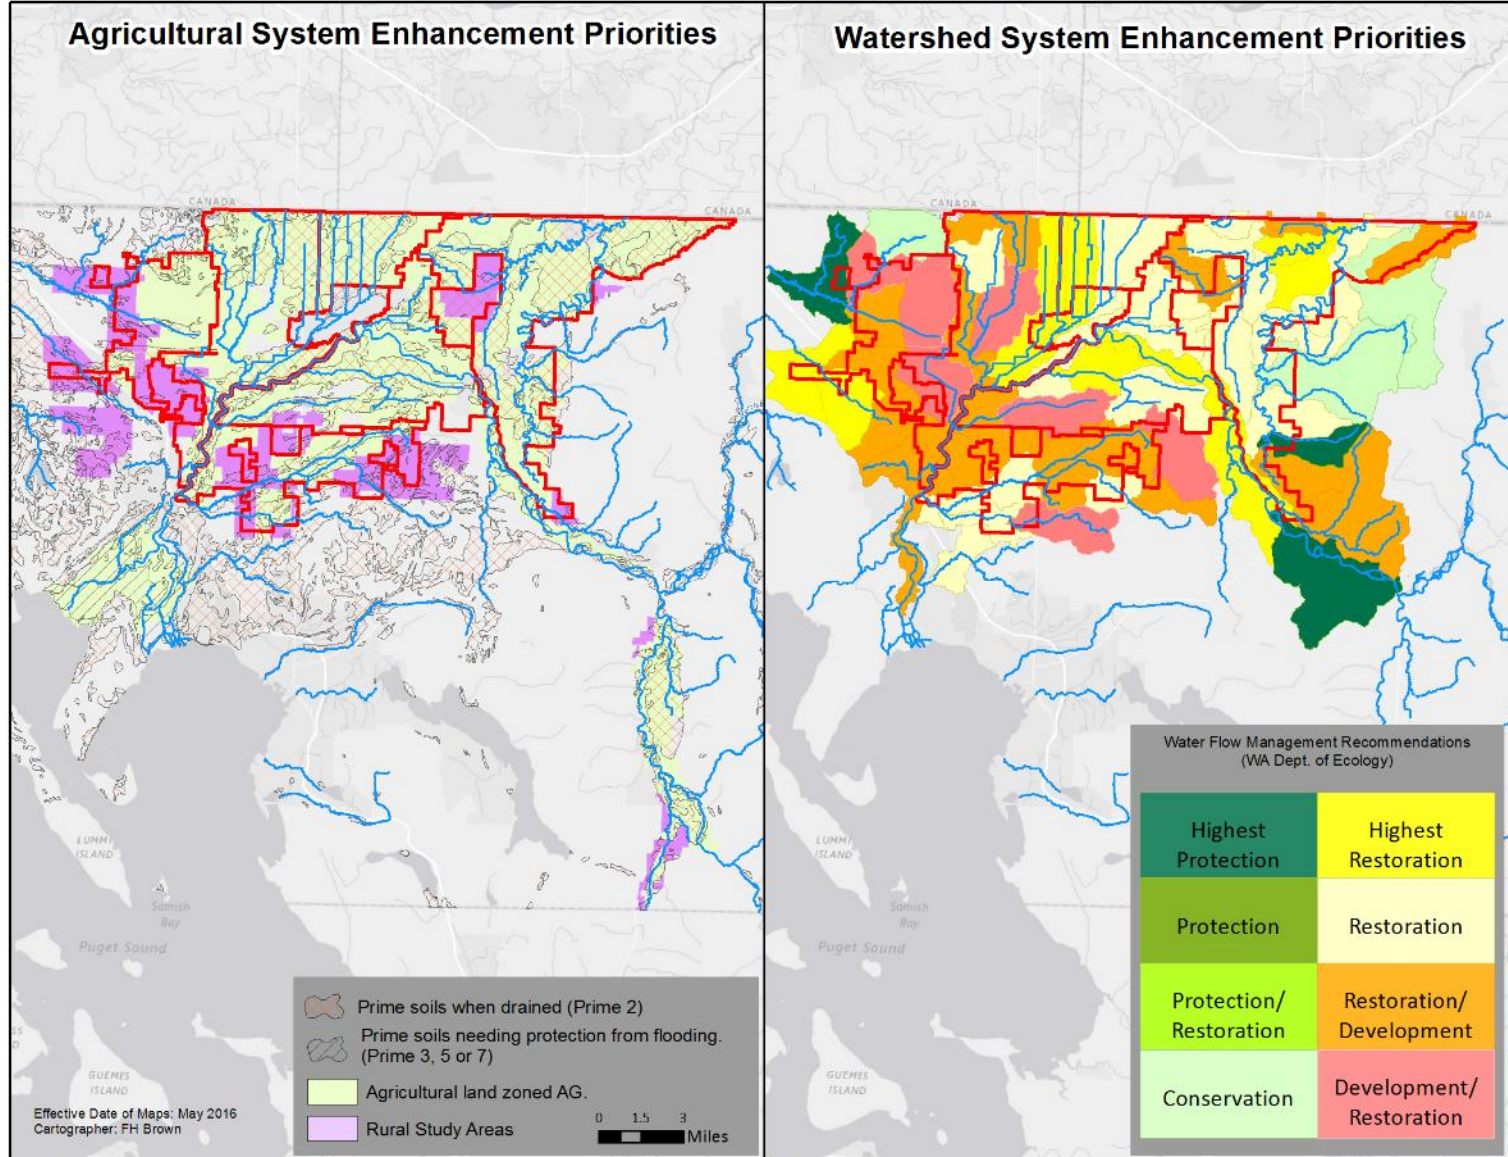 Agricultural System Enhancement Priorities
CANADA
CANADA
LUMMI
ISLAND
Samish
Bay
Puget Sound
GUEMES
ISLAND
Prime soils when drained (Prime 2)
Prime soils needing protection from flooding.
(Prime 3, 5 or 7)
Agricultural land zoned AG.
Rural Study Areas
0 1.5 3
Miles
Effective Date of Maps: May 2016
Cartographer: FH Brown
Watershed System Enhancement Priorities
CANADA
CANADA
LUMMI
ISLAND
Samish
Bay
Puget Sound
GUEMES
ISLAND
Water Flow Management Recommendations
(WA Dept. of Ecology)
Highest
Protection
Highest
Restoration
Protection
Restoration
Protection/
Restoration
Restoration/
Development
Conservation
Development/
Restoration